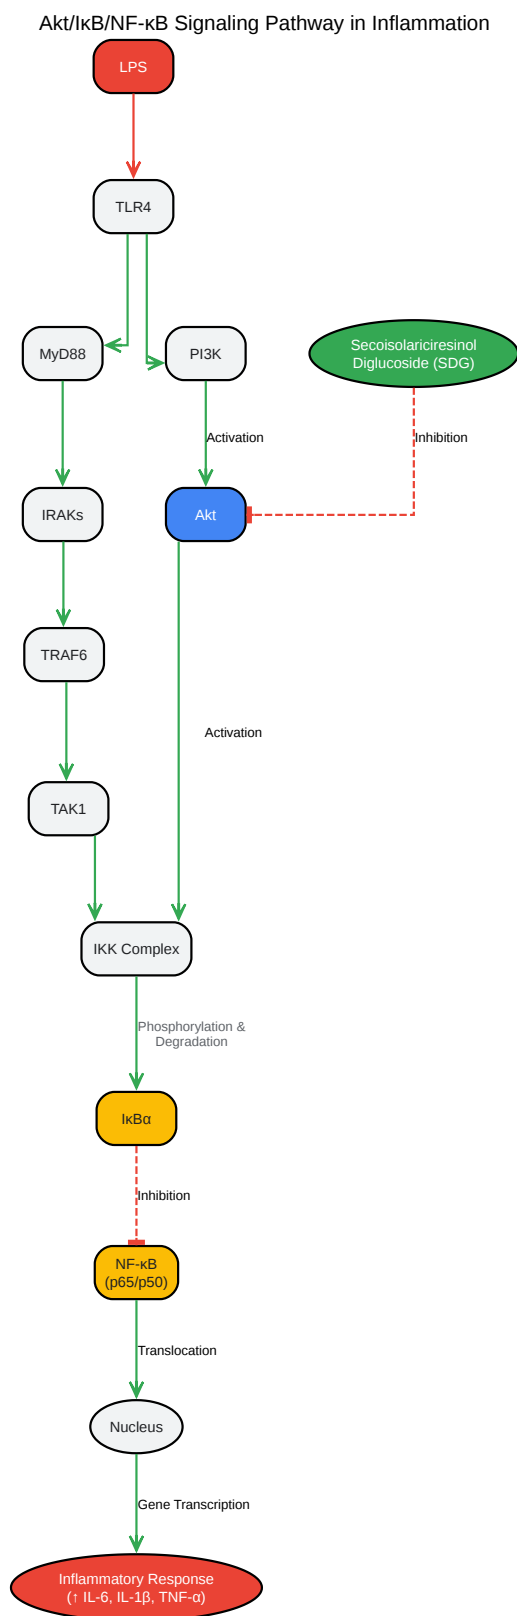 Akt/IκB/NF-κB Signaling Pathway in Inflammation
LPS
TLR4
MyD88
PI3K
Secoisolariciresinol
Diglucoside (SDG)
Activation
Inhibition
IRAKs
Akt
TRAF6
Activation
TAK1
IKK Complex
Phosphorylation &
Degradation
IκBα
Inhibition
NF-κB
(p65/p50)
Translocation
Nucleus
Gene Transcription
Inflammatory Response
(↑ IL-6, IL-1β, TNF-α)